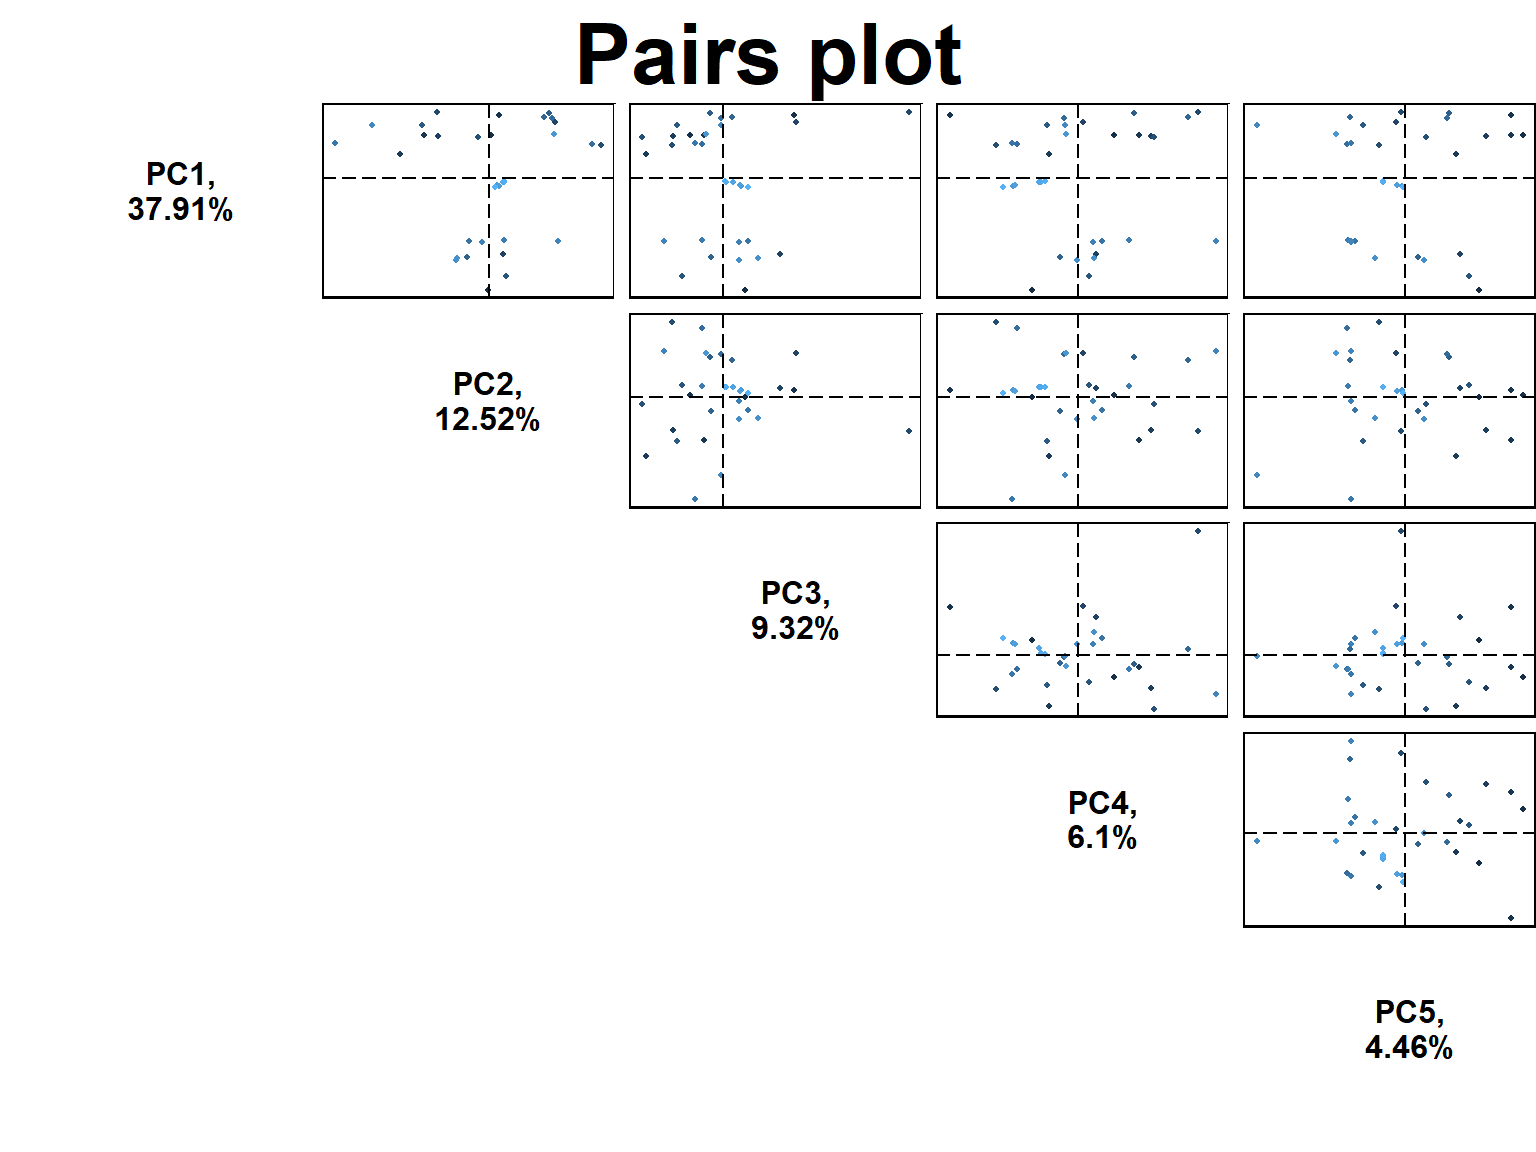 Pairs plot
PC1,
37.91%
PC2,
12.52%
PC3,
9.32%
PC4,
6.1%
PC5,
4.46%